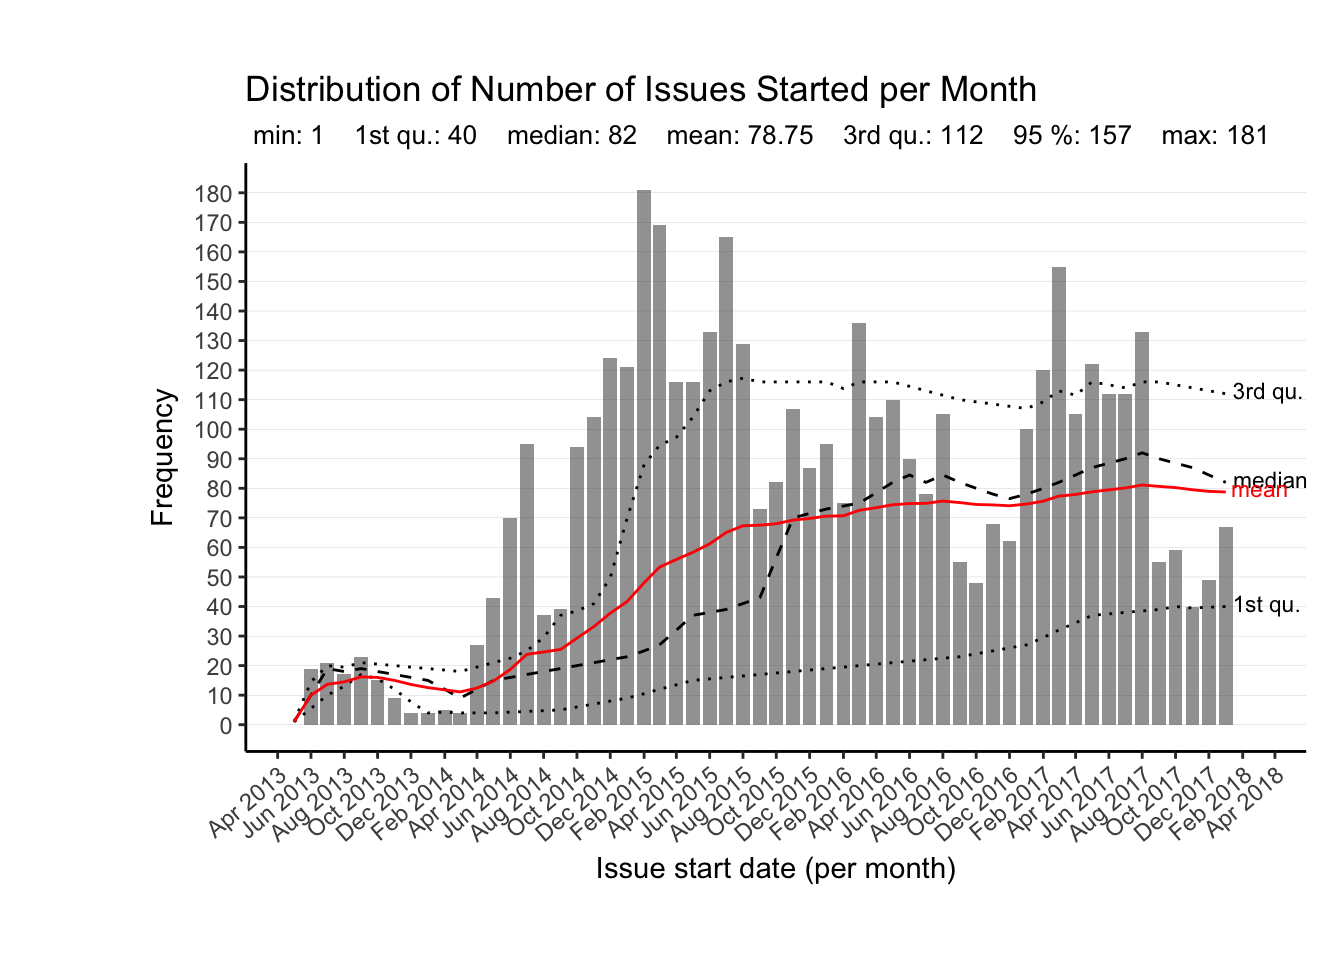 Distribution of Number of Issues Started per Month
min: 1 1st qu.: 40 median: 82 mean: 78.75 3rd qu.: 112 95 %: 157 max: 181
Frequency
180
170
160
150
140
130
120
110
100
90
80
70
60
50
40
30
20
10
0
3rd qu.
median
mean
1st qu.
Apr 2013
Jun 2013
Aug 2013
Oct 2013
Dec 2013
Feb 2014
Apr 2014
Jun 2014
Aug 2014
Oct 2014
Dec 2014
Feb 2015
Apr 2015
Jun 2015
Aug 2015
Oct 2015
Dec 2015
Feb 2016
Apr 2016
Jun 2016
Aug 2016
Oct 2016
Dec 2016
Feb 2017
Apr 2017
Jun 2017
Aug 2017
Oct 2017
Dec 2017
Feb 2018
Apr 2018
Issue start date (per month)